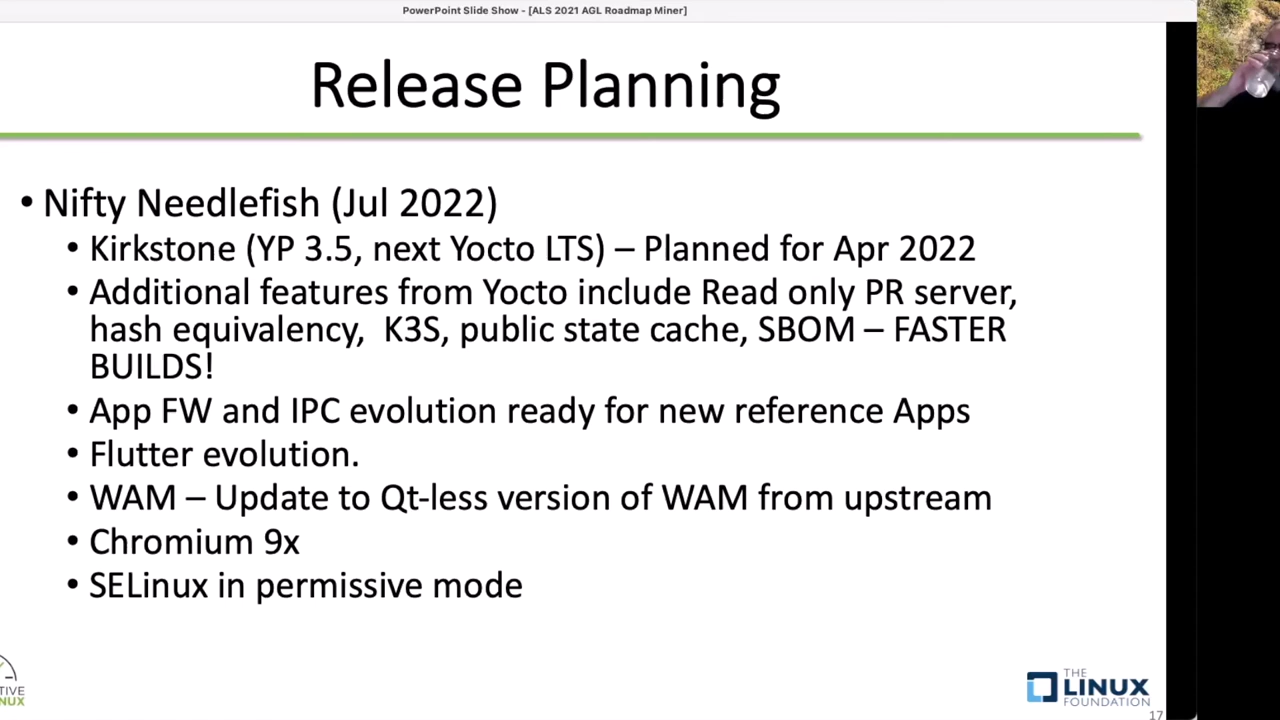 PowerPoint Slide Show - [ALS 2021 AGL Roadmap Miner]
Release Planning
• Nifty Needlefish (Jul 2022)
• Kirkstone (YP 3.5, next Yocto LTS) – Planned for Apr 2022
• Additional features from Yocto include Read only PR server,
hash equivalency,  K3S, public state cache, SBOM – FASTER
BUILDS!
• App FW and IPC evolution ready for new reference Apps
• Flutter evolution.
• WAM – Update to Qt-less version of WAM from upstream
• Chromium 9x
• SELinux in permissive mode
TIVE
NUX
THE
LINUX
FOUNDATION
17